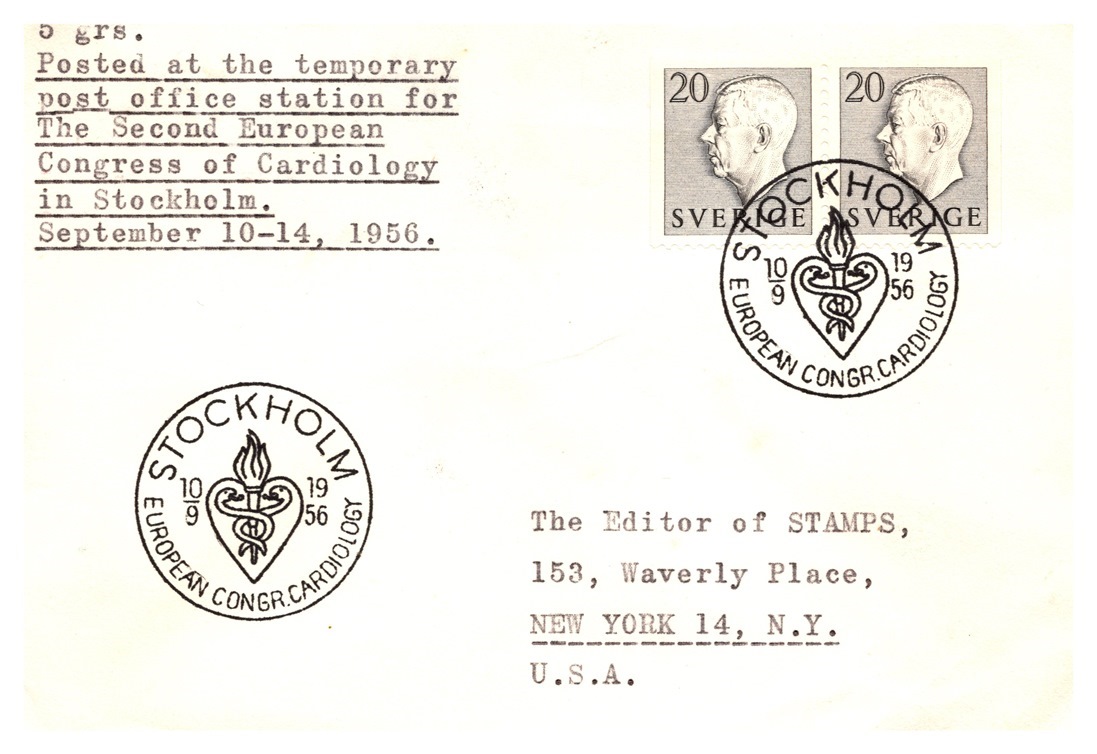 5 grs.
Posted at the temporary
post office station for
The Second European
Congress of Cardiology
in Stockholm.
September 10-14, 1956.
20
20
SVERIGE
SVERIGE
STOCKHOLM
10
9
19
56
EUROPEAN CONGR. CARDIOLOGY
STOCKHOLM
10
9
19
56
EUROPEAN CONGR. CARDIOLOGY
The Editor of STAMPS,
153, Waverly Place,
NEW YORK 14, N.Y.
U.S.A.